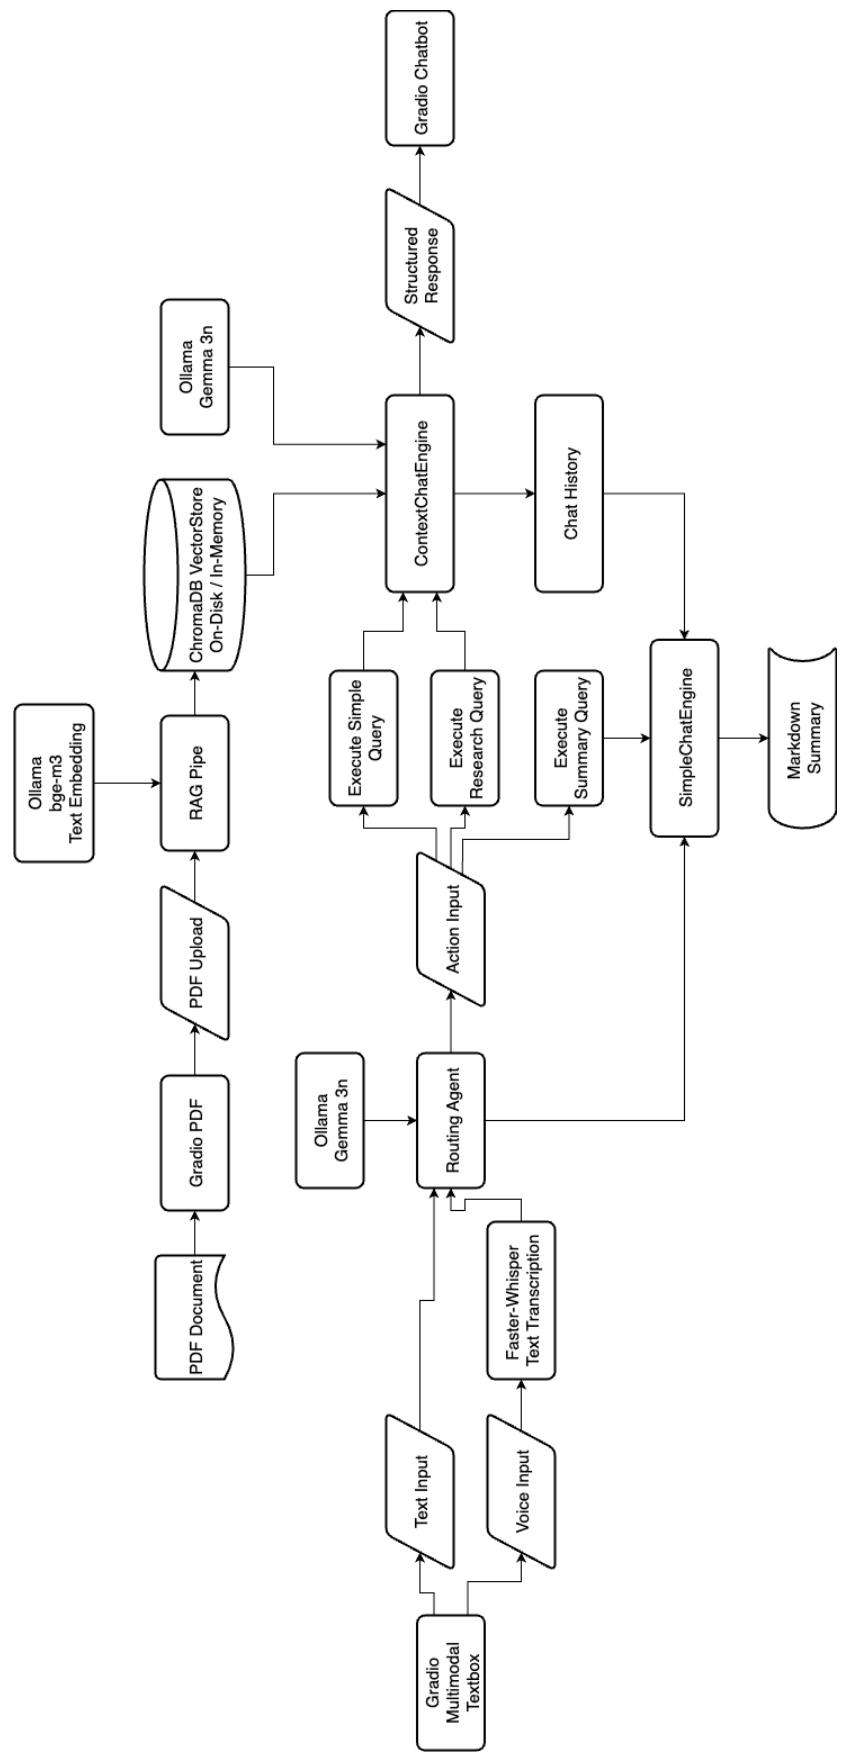 Ollama
bge-m3
Text Embedding
Ollama
Gemma 3n
PDF Document
Gradio PDF
PDF Upload
RAG Pipe
ChromaDB VectorStore
On-Disk / In-Memory
Ollama
Gemma 3n
Gradio
Multimodal
Textbox
Text Input
Voice Input
Faster-Whisper
Text Transcription
Routing Agent
Action Input
Execute Simple
Query
Execute
Research Query
Execute
Summary Query
ContextChatEngine
Structured
Response
Gradio Chatbot
Chat History
SimpleChatEngine
Markdown
Summary